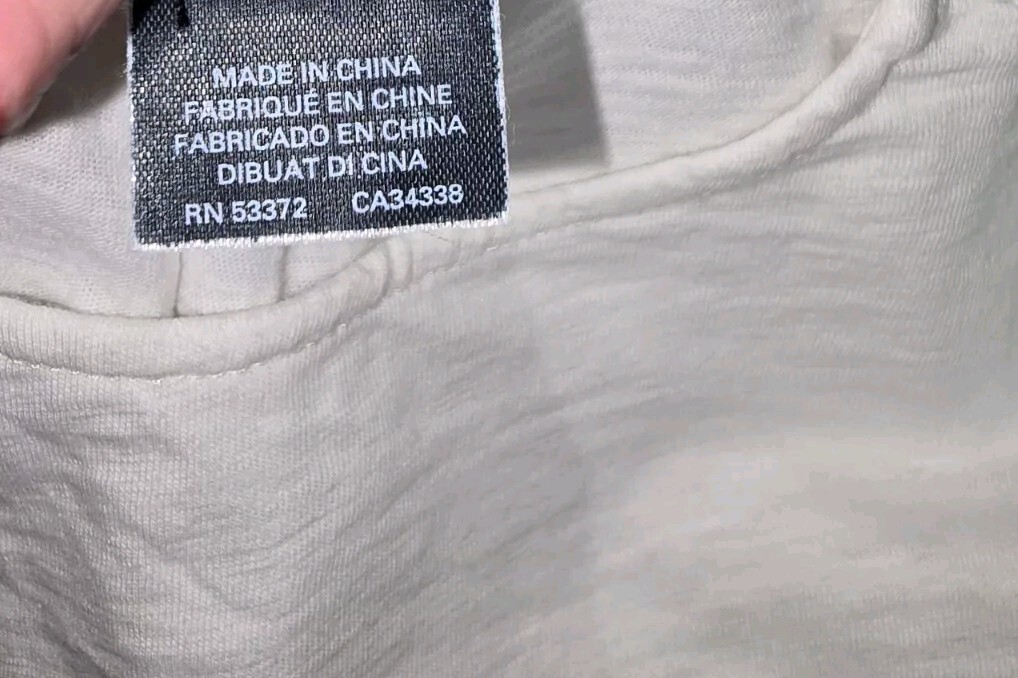 MADE IN CHINA
FABRIQUÉ EN CHINE
FABRICADO EN CHINA
DIBUAT DI CINA
RN 53372 CA34338